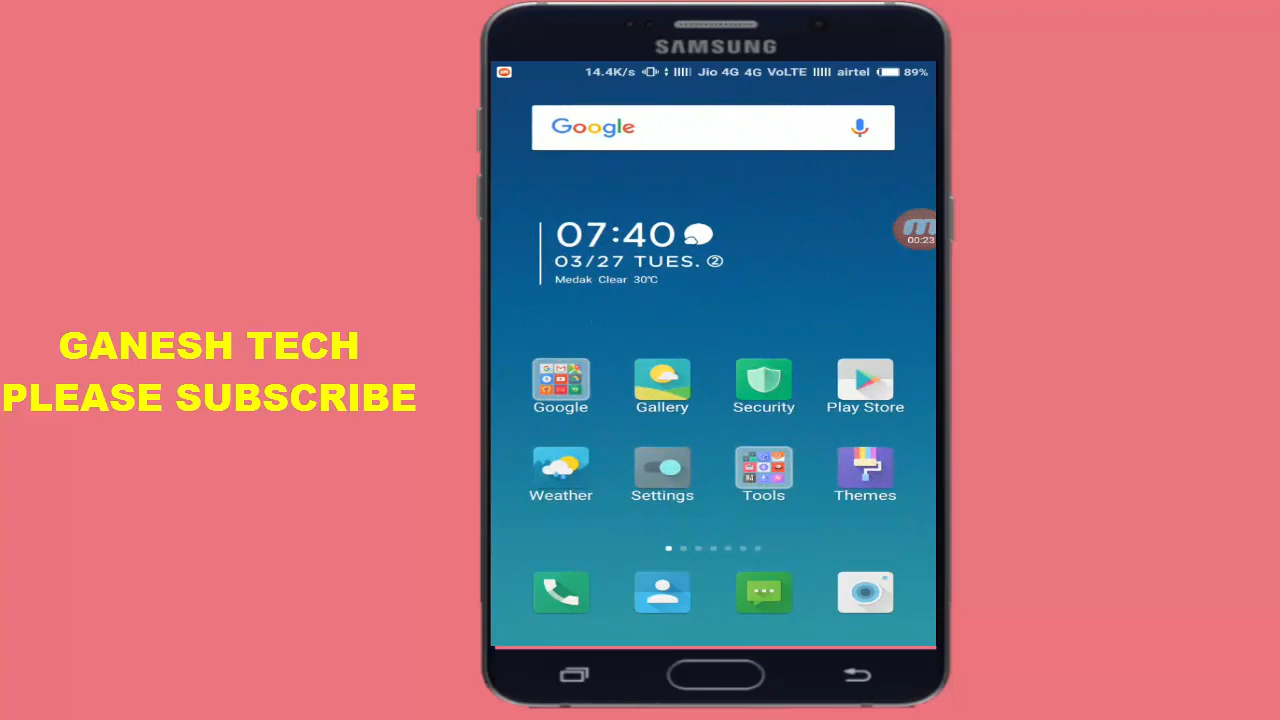 SAMSUNG
14.4K/s Jio 4G 4G VoLTE airtel 89%
Google
07:40
00:23
03/27 TUES. ②
Medak Clear 30℃
GANESH TECH
PLEASE SUBSCRIBE
Google Gallery Security Play Store
Weather Settings Tools Themes